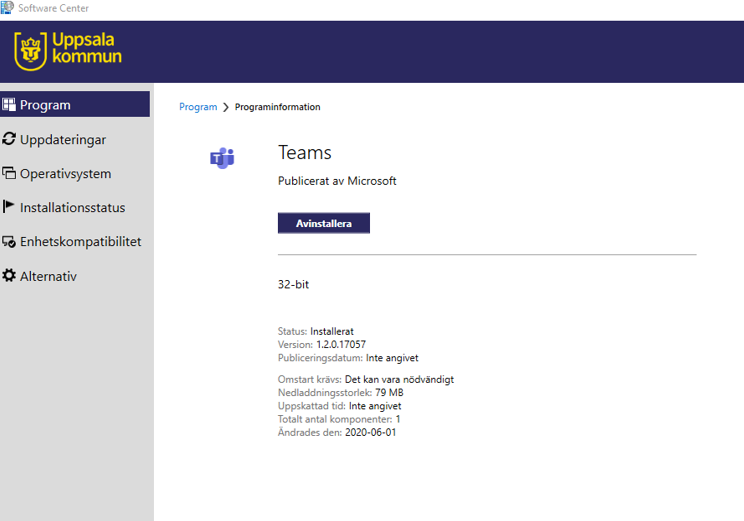 Software Center
Uppsala
kommun
Program
Uppdateringar
Operativsystem
Installationsstatus
Enhetskompatibilitet
Alternativ
Program > Programinformation
Teams
Publicerat av Microsoft
Avinstallera
32-bit
Status: Installerat
Version: 1.2.0.17057
Publiceringsdatum: Inte angivet
Omstart krävs: Det kan vara nödvändigt
Nedladdningsstorlek: 79 MB
Uppskattad tid: Inte angivet
Totalt antal komponenter: 1
Ändrades den: 2020-06-01